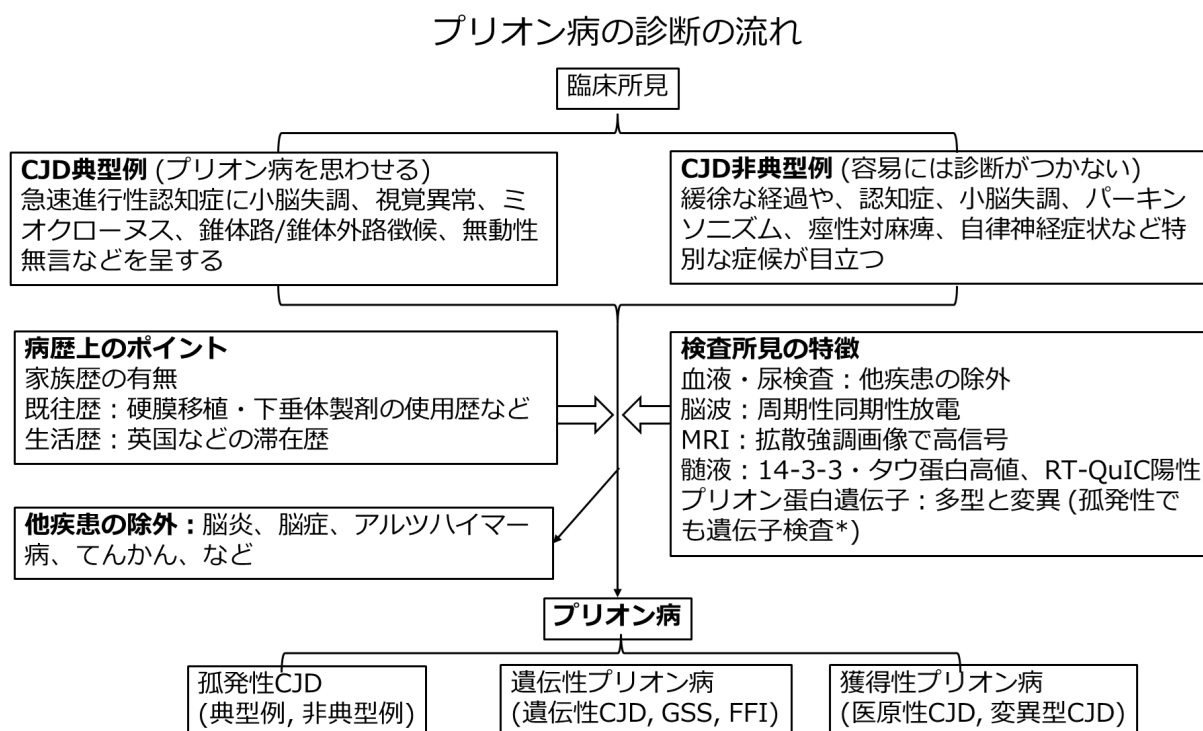 プリオン病の診断の流れ
臨床所見
CJD典型例 (プリオン病を思わせる)
急速進行性認知症に小脳失調、視覚異常、ミ
オクローヌス、錐体路/錐体外路徴候、無動性
無言などを呈する
CJD非典型例 (容易には診断がつかない)
緩徐な経過や、認知症、小脳失調、パーキン
ソニズム、痙性対麻痺、自律神経症状など特
別な症候が目立つ
病歴上のポイント
家族歴の有無
既往歴：硬膜移植・下垂体製剤の使用歴など
生活歴：英国などの滞在歴
検査所見の特徴
血液・尿検査：他疾患の除外
脳波：周期性同期性放電
MRI：拡散強調画像で高信号
髄液：14-3-3・タウ蛋白高値、RT-QuIC陽性
プリオン蛋白遺伝子：多型と変異 (孤発性で
も遺伝子検査*)
他疾患の除外：脳炎、脳症、アルツハイマー
病、てんかん、など
プリオン病
孤発性CJD
(典型例, 非典型例)
遺伝性プリオン病
(遺伝性CJD, GSS, FFI)
獲得性プリオン病
(医原性CJD, 変異型CJD)